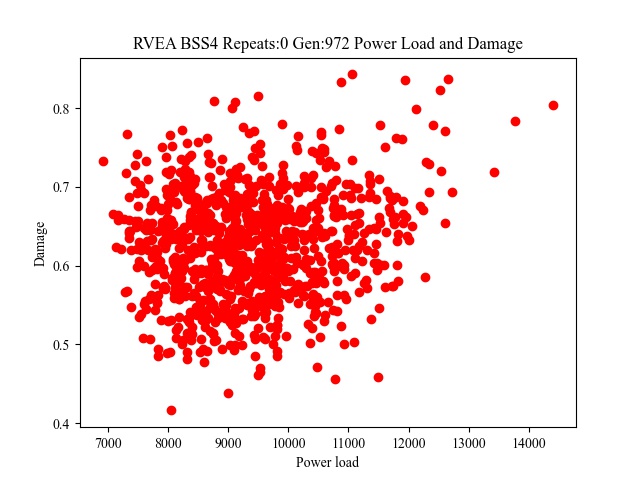 RVEA BSS4 Repeats:0 Gen:972 Power Load and Damage
0.8
0.7
0.6
0.5
0.4
Damage
7000 8000 9000 10000 11000 12000 13000 14000
Power load